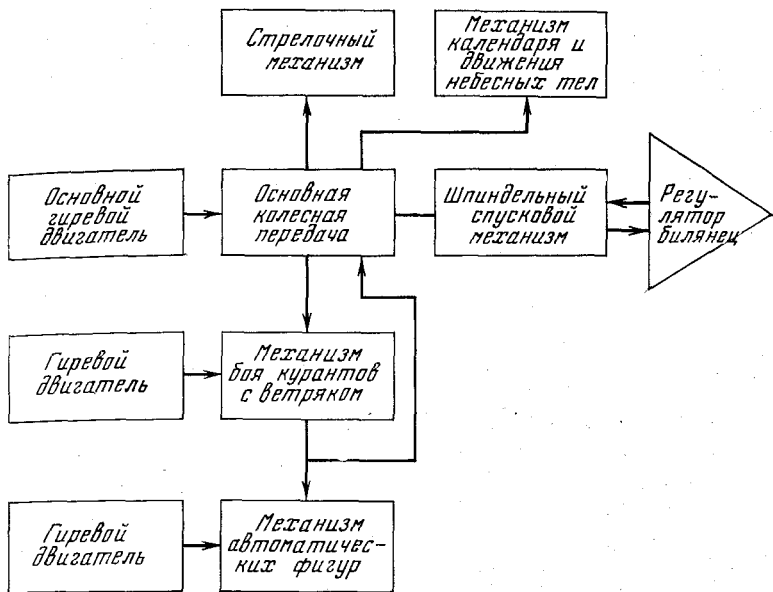 Стрелочный
механизм
Механизм
календаря и
движения
небесных тел
Основной
гиревой
двигатель
Основная
колесная
передача
Шпиндельный
спусковой
механизм
Регу-
лятор
билянец
Гиревой
двигатель
Механизм
боя курантов
с ветряком
Гиревой
двигатель
Механизм
автоматичес-
ких фигур